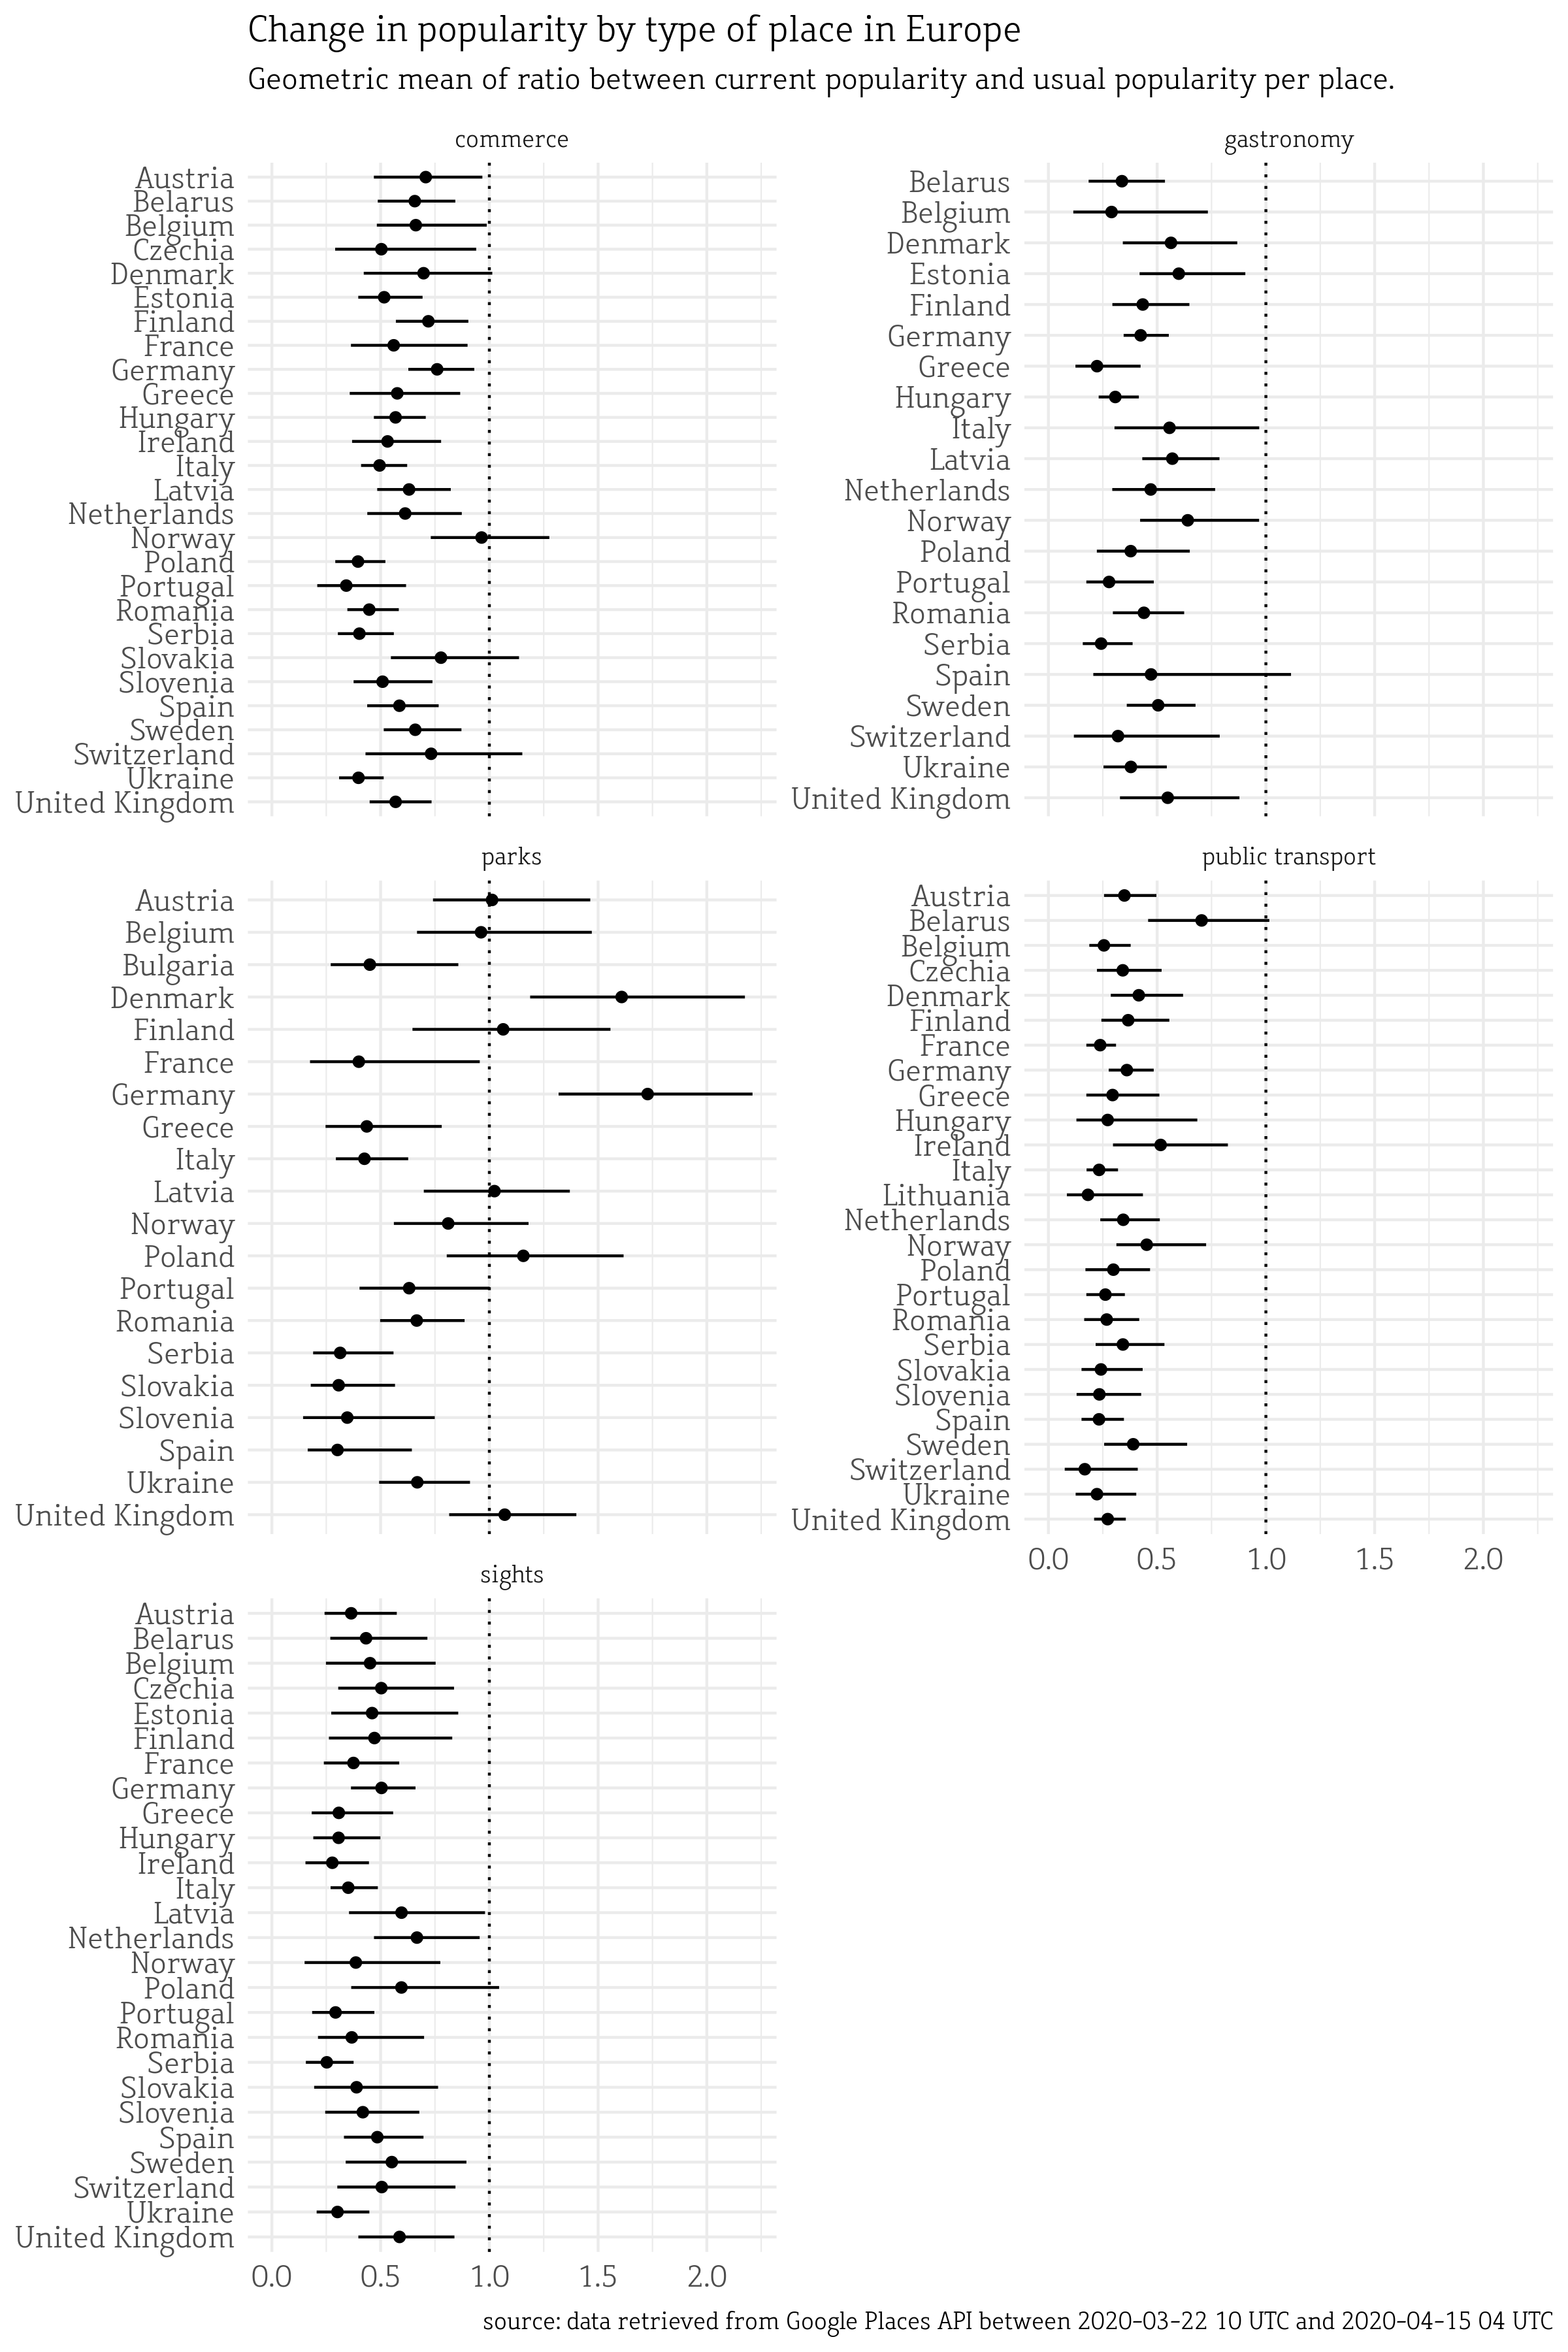 Change in popularity by type of place in Europe
Geometric mean of ratio between current popularity and usual popularity per place.
commerce
Austria
Belarus
Belgium
Czechia
Denmark
Estonia
Finland
France
Germany
Greece
Hungary
Ireland
Italy
Latvia
Netherlands
Norway
Poland
Portugal
Romania
Serbia
Slovakia
Slovenia
Spain
Sweden
Switzerland
Ukraine
United Kingdom
gastronomy
Belarus
Belgium
Denmark
Estonia
Finland
Germany
Greece
Hungary
Italy
Latvia
Netherlands
Norway
Poland
Portugal
Romania
Serbia
Spain
Sweden
Switzerland
Ukraine
United Kingdom
parks
Austria
Belgium
Bulgaria
Denmark
Finland
France
Germany
Greece
Italy
Latvia
Norway
Poland
Portugal
Romania
Serbia
Slovakia
Slovenia
Spain
Ukraine
United Kingdom
public transport
Austria
Belarus
Belgium
Czechia
Denmark
Finland
France
Germany
Greece
Hungary
Ireland
Italy
Lithuania
Netherlands
Norway
Poland
Portugal
Romania
Serbia
Slovakia
Slovenia
Spain
Sweden
Switzerland
Ukraine
United Kingdom
0.0 0.5 1.0 1.5 2.0
sights
Austria
Belarus
Belgium
Czechia
Estonia
Finland
France
Germany
Greece
Hungary
Ireland
Italy
Latvia
Netherlands
Norway
Poland
Portugal
Romania
Serbia
Slovakia
Slovenia
Spain
Sweden
Switzerland
Ukraine
United Kingdom
0.0 0.5 1.0 1.5 2.0
source: data retrieved from Google Places API between 2020-03-22 10 UTC and 2020-04-15 04 UTC